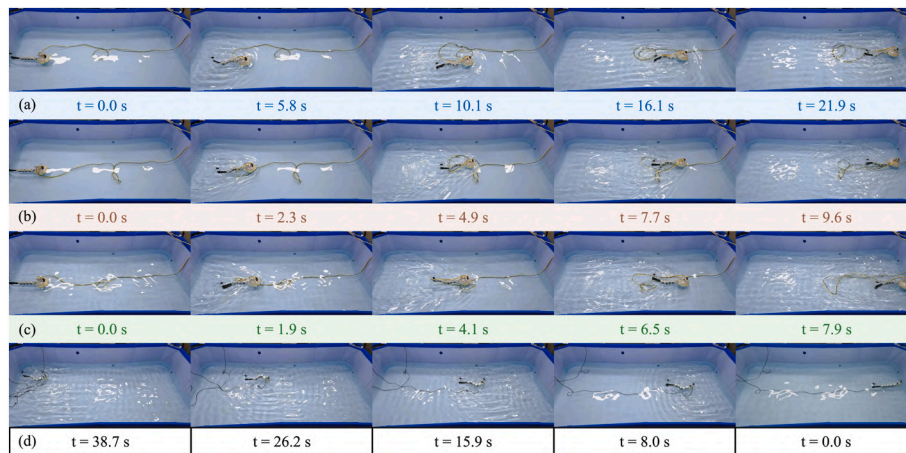 (a) t = 0.0 s t = 5.8 s t = 10.1 s t = 16.1 s t = 21.9 s
(b) t = 0.0 s t = 2.3 s t = 4.9 s t = 7.7 s t = 9.6 s
(c) t = 0.0 s t = 1.9 s t = 4.1 s t = 6.5 s t = 7.9 s
(d) t = 38.7 s t = 26.2 s t = 15.9 s t = 8.0 s t = 0.0 s